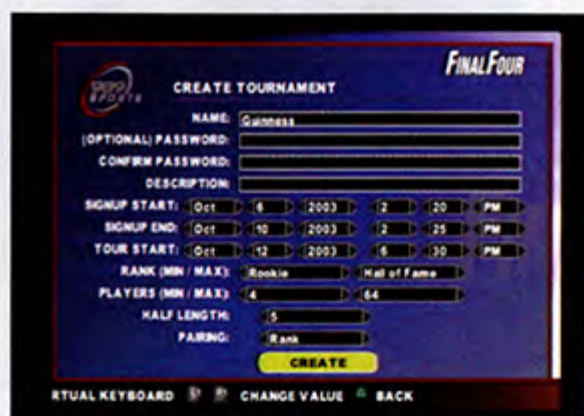 FINAL FOUR
SPORTS
CREATE TOURNAMENT
NAME: Guinness
(OPTIONAL) PASSWORD:
CONFIRM PASSWORD:
DESCRIPTION:
SIGNUP START: Oct 6 2003 2 20 PM
SIGNUP END: Oct 10 2003 2 25 PM
TOUR START: Oct 12 2003 6 30 PM
RANK (MIN / MAX): Rookie Hall of Fame
PLAYERS (MIN / MAX): 4 64
HALF LENGTH: 5
PAIRING: Rank
CREATE
RTUAL KEYBOARD CHANGE VALUE BACK